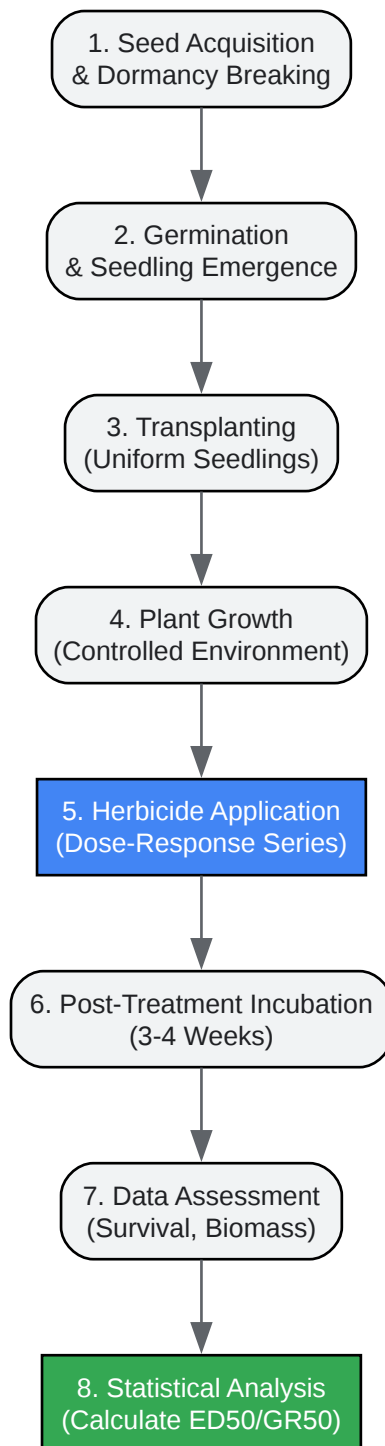 1. Seed Acquisition
& Dormancy Breaking
2. Germination
& Seedling Emergence
3. Transplanting
(Uniform Seedlings)
4. Plant Growth
(Controlled Environment)
5. Herbicide Application
(Dose-Response Series)
6. Post-Treatment Incubation
(3-4 Weeks)
7. Data Assessment
(Survival, Biomass)
8. Statistical Analysis
(Calculate ED50/GR50)